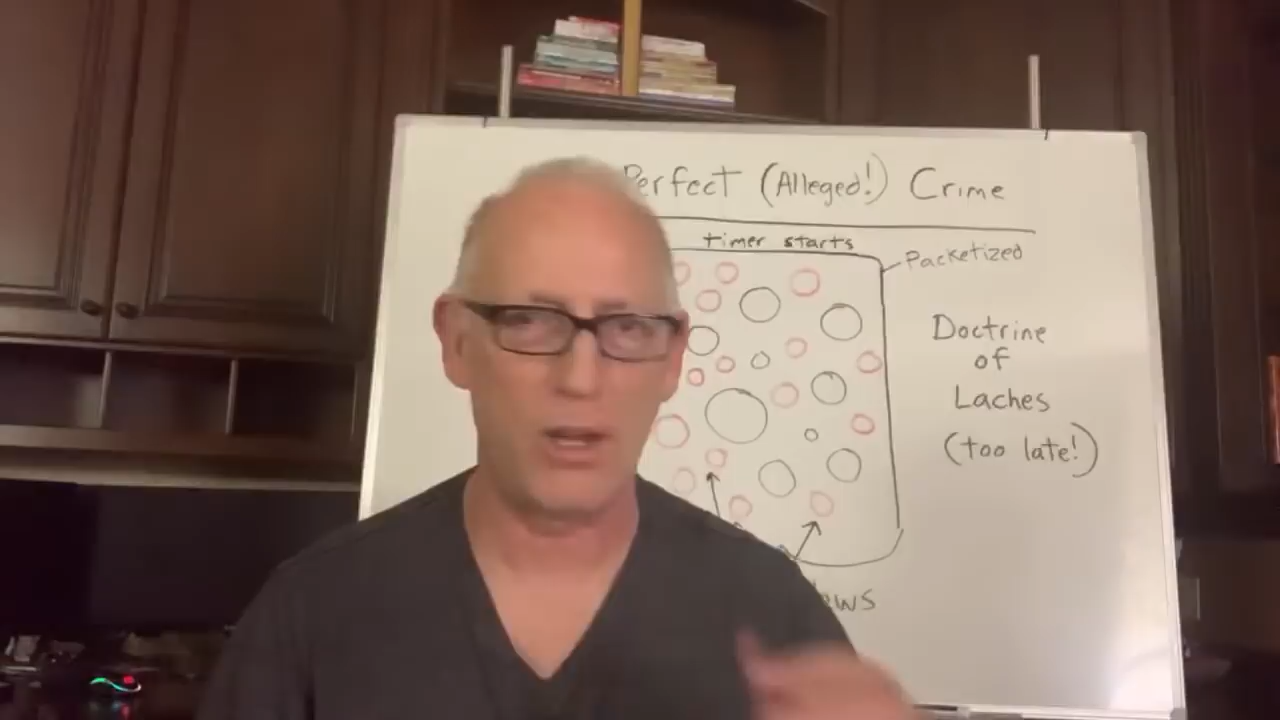 Perfect (Alleged!) Crime
timer starts
Packetized
Doctrine
of
Laches
(too late!)